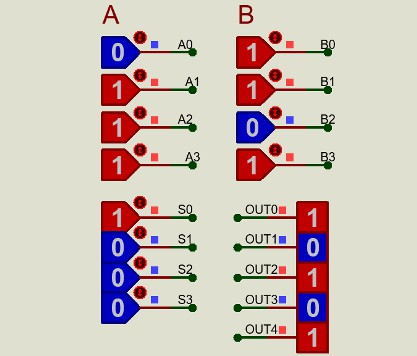 A B
0 A0 1 B0
1 A1 1 B1
1 A2 0 B2
1 A3 1 B3
1 S0 OUT0 1
0 S1 OUT1 0
0 S2 OUT2 1
0 S3 OUT3 0
OUT4 1